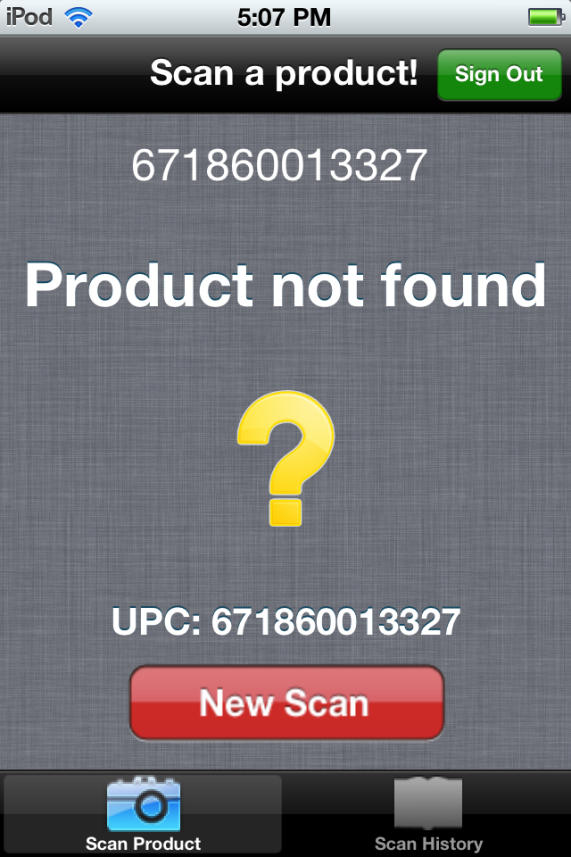 iPod 5:07 PM
Scan a product! Sign Out
671860013327
Product not found
?
UPC: 671860013327
New Scan
Scan Product Scan History